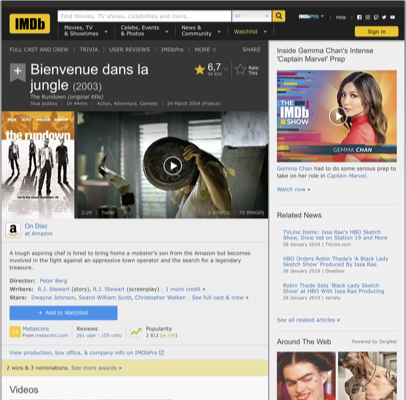 IMDb
Find Movies, TV shows, Celebrities and more...
All
IMDbPro
Help
Movies, TV
& Showtimes
Celebs, Events
& Photos
News &
Community
Watchlist
Sign in
FULL CAST AND CREW | TRIVIA | USER REVIEWS | IMDbPro | MORE
SHARE
Bienvenue dans la
jungle (2003)
6,7
Rate
This
The Rundown (original title)
Tous publics | 1h 44min | Action, Adventure, Comedy | 24 March 2004 (France)
the rundown
2:29 Trailer
2 VIDEOS
70 IMAGES
On Disc
at Amazon
A tough aspiring chef is hired to bring home a mobster's son from the Amazon but becomes
involved in the fight against an oppressive town operator and the search for a legendary
treasure.
Director: Peter Berg
Writers: R.J. Stewart (story), R.J. Stewart (screenplay) | 1 more credit »
Stars: Dwayne Johnson, Seann William Scott, Christopher Walken | See full cast & crew »
+ Add to Watchlist
Metascore
From metacritic.com
Reviews
261 user | 155 critic
Popularity
2 812
View production, box office, & company info on IMDbPro
2 wins & 3 nominations. See more awards »
Videos
Inside Gemma Chan's Intense
'Captain Marvel' Prep
THE
IMDb
SHOW
GEMMA CHAN
Gemma Chan had to do some serious prep to
take on her role in Captain Marvel.
Watch now »
Related News
TVLine Items: Issa Rae's HBO Sketch
Show, Dixie Vet on Station 19 and More
28 January 2019 | TVLine.com
HBO Orders Robin Thede's 'A Black Lady
Sketch Show' Produced By Issa Rae
28 January 2019 | Deadline
Robin Thede Sets 'Black Lady Sketch
Show' at HBO With Issa Rae Producing
28 January 2019 | Variety
See all related articles »
Around The Web
Powered by ZergNet